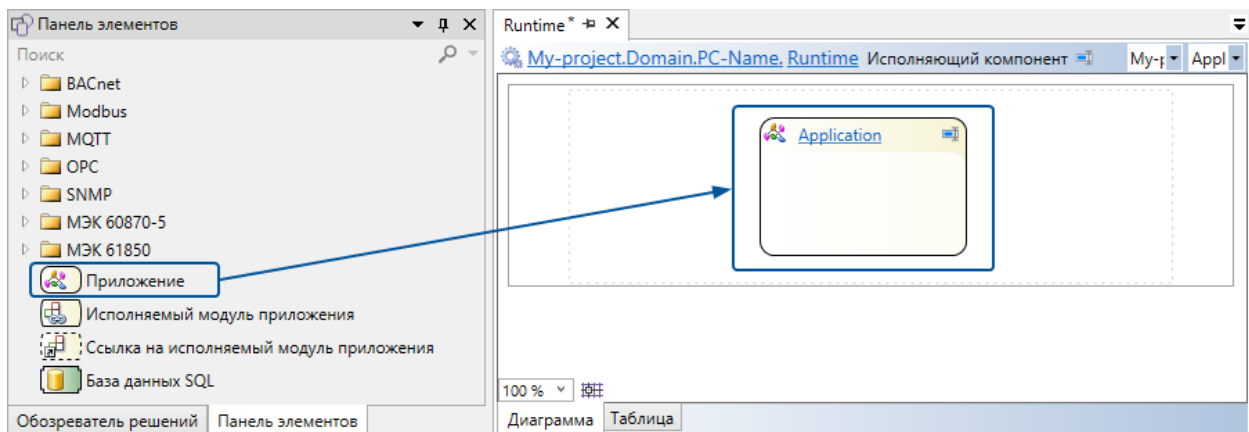 Панель элементов
Поиск
BACnet
Modbus
MQTT
OPC
SNMP
МЭК 60870-5
МЭК 61850
Приложение
Исполняемый модуль приложения
Ссылка на исполняемый модуль приложения
База данных SQL
Обозреватель решений Панель элементов
Runtime*
My-project.Domain.PC-Name. Runtime Исполняющий компонент My-p Appl
Application
100 %
Диаграмма Таблица